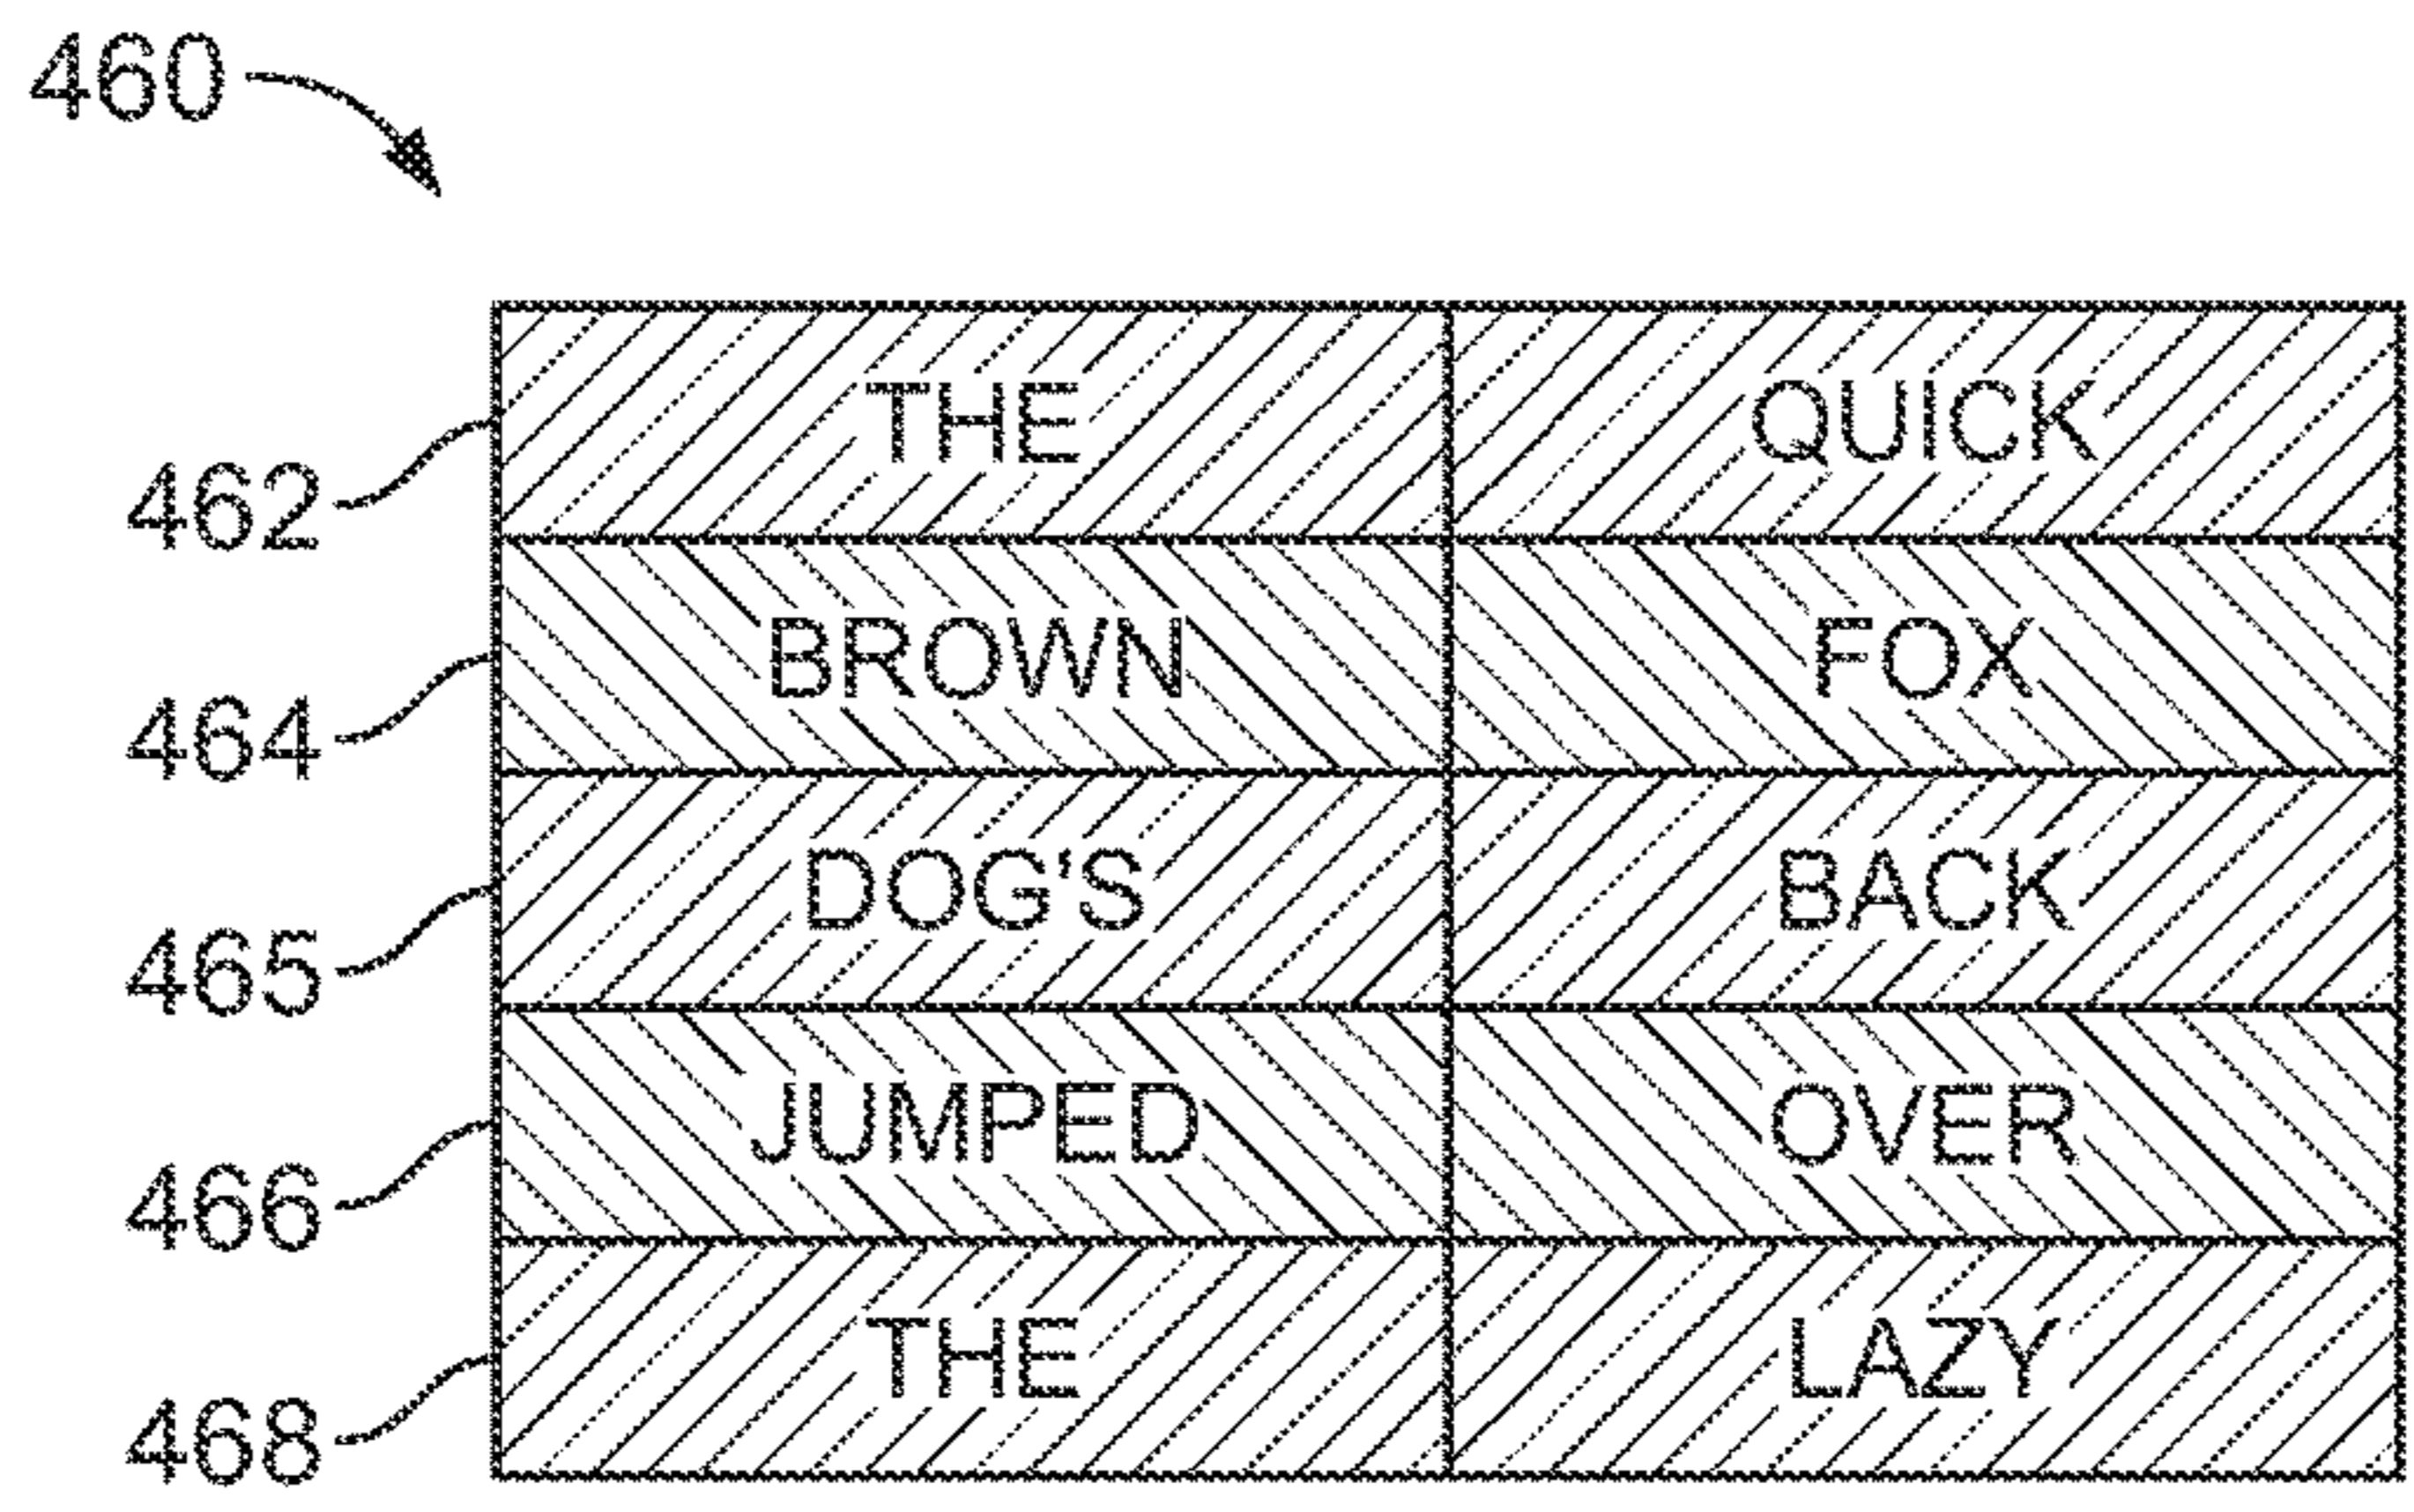 460
462 THE QUICK
464 BROWN FOX
465 DOG'S BACK
466 JUMPED OVER
468 THE LAZY